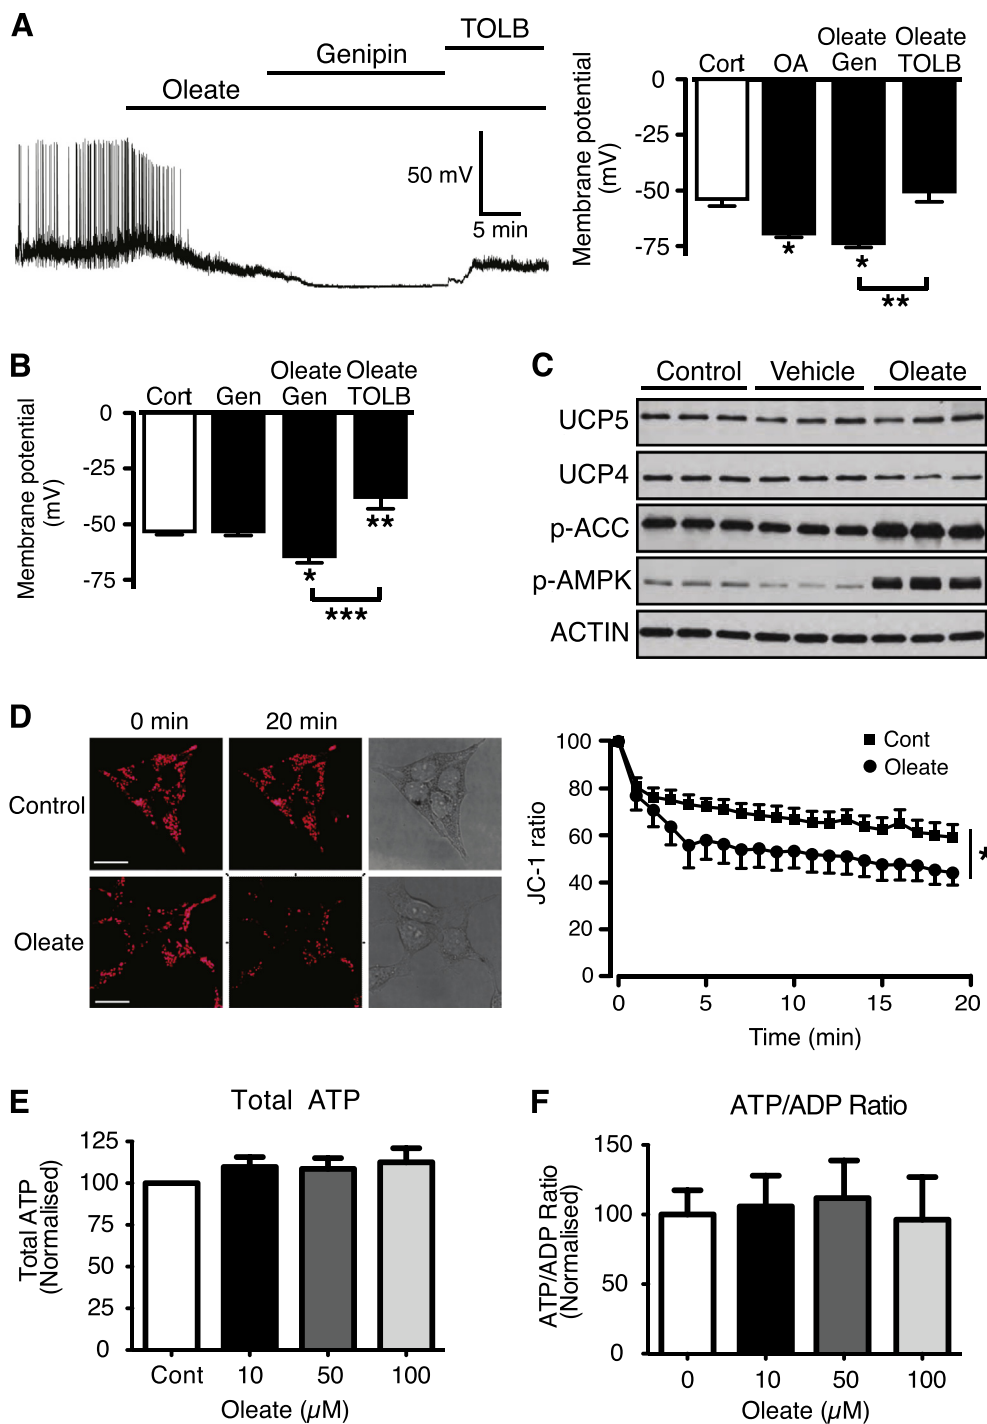 A
TOLB
Genipin
Oleate
50 mV
5 min
Oleate Oleate
Cort OA Gen TOLB
0
-25
-50
-75
Membrane potential
(mV)
*
*
**
B
Oleate Oleate
Cort Gen Gen TOLB
0
-25
-50
-75
Membrane potential
(mV)
*
**
***
C
Control Vehicle Oleate
UCP5
UCP4
p-ACC
p-AMPK
ACTIN
D
0 min 20 min
Control
Oleate
100
80
60
40
20
0
JC-1 ratio
Cont
Oleate
*
0 5 10 15 20
Time (min)
E
Total ATP
125
100
75
50
25
0
Total ATP
(Normalised)
Cont 10 50 100
Oleate (µM)
F
ATP/ADP Ratio
150
100
50
0
ATP/ADP Ratio
(Normalised)
0 10 50 100
Oleate (µM)